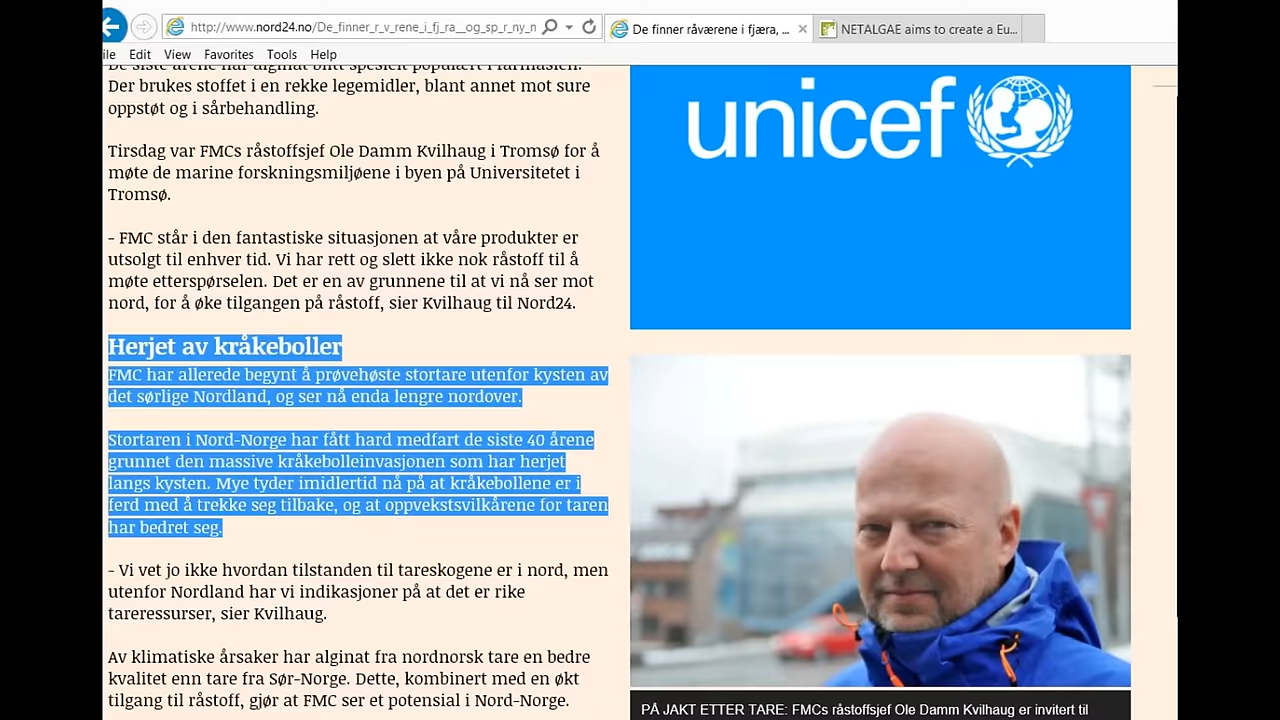 http://www.nord24.no/De_finner_r_v_rene_i_fj_ra__og_sp_r_ny_n
De finner råværene i fjæra, ...
NETALGAE aims to create a Eu...
ile Edit View Favorites Tools Help
De siste årene har alginat blitt spesielt populært i farmasien.
Der brukes stoffet i en rekke legemidler, blant annet mot sure
oppstøt og i sårbehandling.
Tirsdag var FMCs råstoffsjef Ole Damm Kvilhaug i Tromsø for å
møte de marine forskningsmiljøene i byen på Universitetet i
Tromsø.
- FMC står i den fantastiske situasjonen at våre produkter er
utsolgt til enhver tid. Vi har rett og slett ikke nok råstoff til å
møte etterspørselen. Det er en av grunnene til at vi nå ser mot
nord, for å øke tilgangen på råstoff, sier Kvilhaug til Nord24.
Herjet av kråkeboller
FMC har allerede begynt å prøvehøste stortare utenfor kysten av
det sørlige Nordland, og ser nå enda lengre nordover.
Stortaren i Nord-Norge har fått hard medfart de siste 40 årene
grunnet den massive kråkebolleinvasjonen som har herjet
langs kysten. Mye tyder imidlertid nå på at kråkebollene er i
ferd med å trekke seg tilbake, og at oppvekstsvilkårene for taren
har bedret seg.
- Vi vet jo ikke hvordan tilstanden til tareskogene er i nord, men
utenfor Nordland har vi indikasjoner på at det er rike
tareressurser, sier Kvilhaug.
Av klimatiske årsaker har alginat fra nordnorsk tare en bedre
kvalitet enn tare fra Sør-Norge. Dette, kombinert med en økt
tilgang til råstoff, gjør at FMC ser et potensial i Nord-Norge.
unicef
PÅ JAKT ETTER TARE: FMCs råstoffsjef Ole Damm Kvilhaug er invitert til